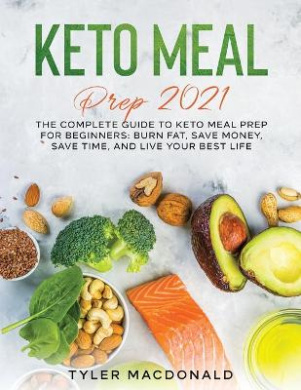 KETO MEAL
Prep 2021
THE COMPLETE GUIDE TO KETO MEAL PREP
FOR BEGINNERS: BURN FAT, SAVE MONEY,
SAVE TIME, AND LIVE YOUR BEST LIFE
TYLER MACDONALD